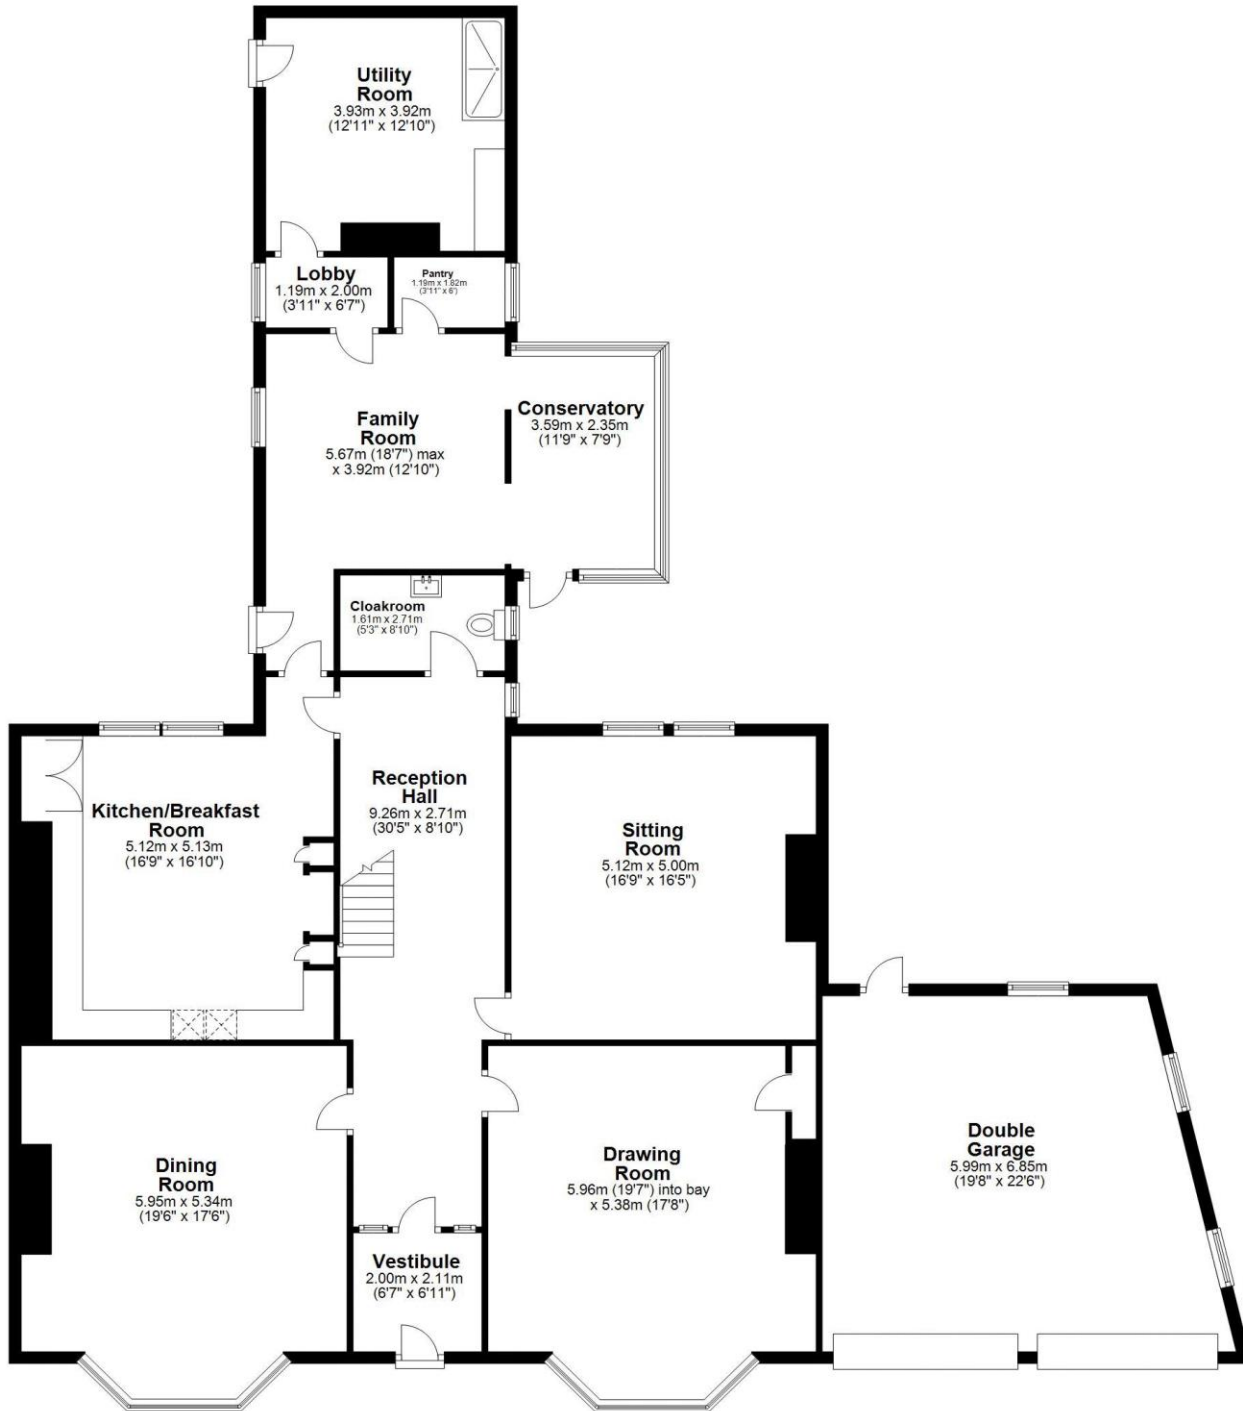 Utility
Room
3.93m x 3.92m
(12'11" x 12'10")
Lobby
1.19m x 2.00m
(3'11" x 6'7")
Pantry
1.19m x 1.82m
(3'11" x 6')
Family
Room
5.67m (18'7") max
x 3.92m (12'10")
Conservatory
3.59m x 2.35m
(11'9" x 7'9")
Cloakroom
1.61m x 2.71m
(5'3" x 8'10")
Kitchen/Breakfast
Room
5.12m x 5.13m
(16'9" x 16'10")
Reception
Hall
9.26m x 2.71m
(30'5" x 8'10")
Sitting
Room
5.12m x 5.00m
(16'9" x 16'5")
Dining
Room
5.95m x 5.34m
(19'6" x 17'6")
Vestibule
2.00m x 2.11m
(6'7" x 6'11")
Drawing
Room
5.96m (19'7") into bay
x 5.38m (17'8")
Double
Garage
5.99m x 6.85m
(19'8" x 22'6")